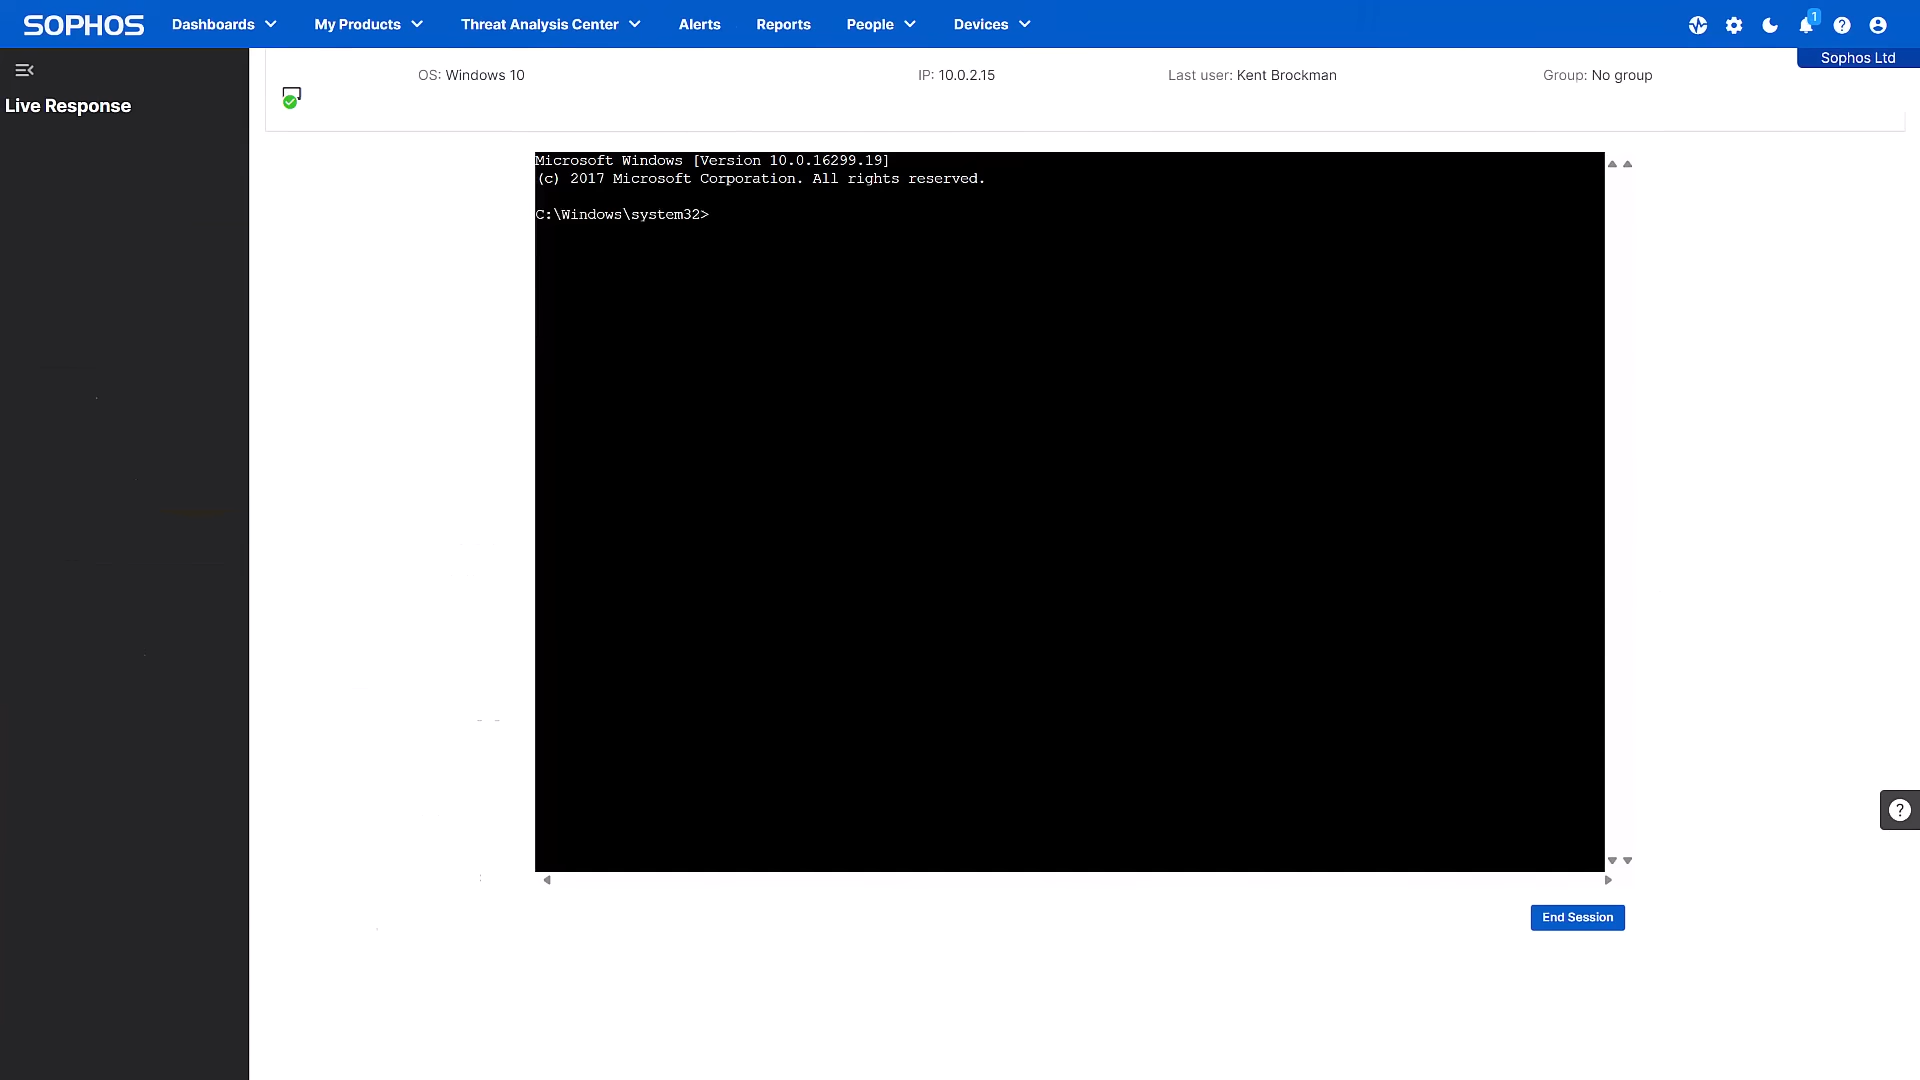 SOPHOS Dashboards My Products Threat Analysis Center Alerts Reports People Devices 1
Sophos Ltd
Live Response
OS: Windows 10 IP: 10.0.2.15 Last user: Kent Brockman Group: No group
Microsoft Windows [Version 10.0.16299.19]
(c) 2017 Microsoft Corporation. All rights reserved.
C:\Windows\system32>
End Session